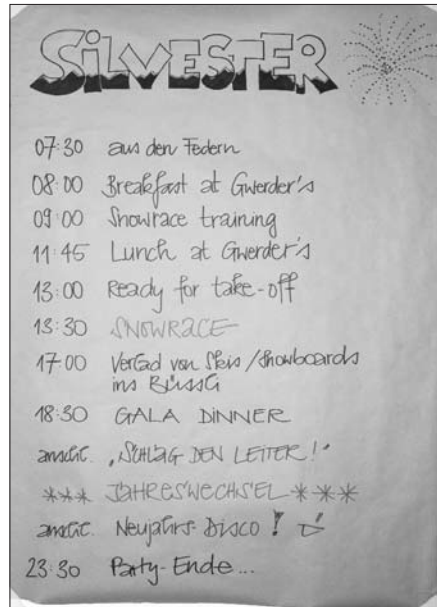 SiLVESTER
07:30 aus den Federn
08:00 Breakfast at Gwerder's
09:00 Snowrace training
11:45 Lunch at Gwerder's
13:00 Ready for take-off
13:30 SNOWRACE
17:00 Verlad von Skis / Snowboards
ins Büssli
18:30 GALA DiNNER
anschl. "SCHLAG DEN LEiTER!"
*** JAHRESWECHSEL ***
anschl. Neujahrs-Disco!
23:30 Party-Ende...